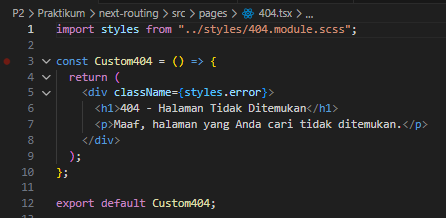 P2 > Praktikum > next-routing > src > pages > 404.tsx > ...
1 import styles from "../styles/404.module.scss";
2
3 const Custom404 = () => {
4 return (
5 <div className={styles.error}>
6 <h1>404 - Halaman Tidak Ditemukan</h1>
7 <p>Maaf, halaman yang Anda cari tidak ditemukan.</p>
8 </div>
9 );
10 };
11
12 export default Custom404;